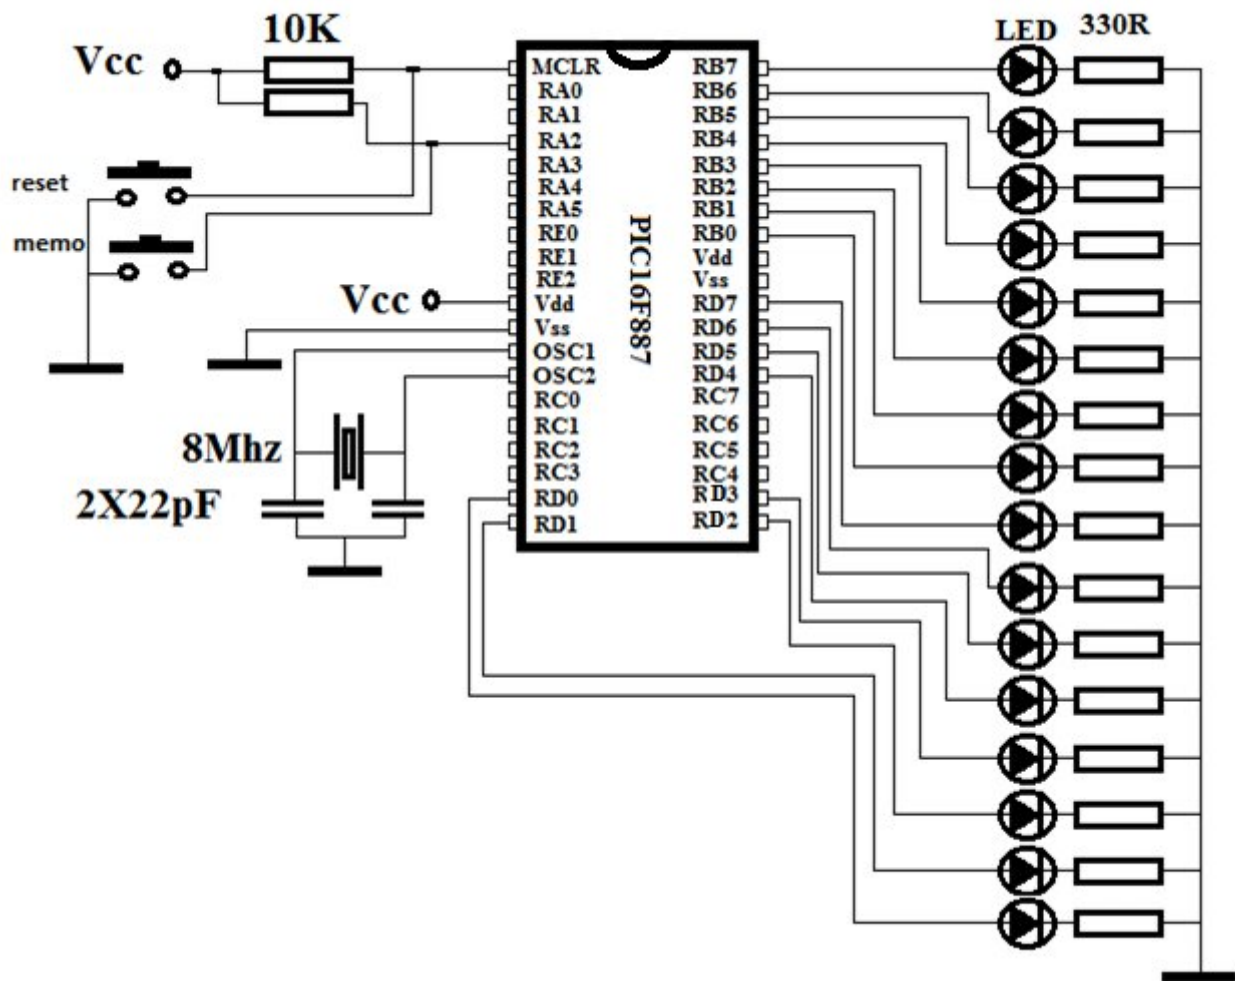 10K
Vcc
LED 330R
reset
memo
Vcc
8Mhz
2X22pF
MCLR
RA0
RA1
RA2
RA3
RA4
RA5
RE0
RE1
RE2
Vdd
Vss
OSC1
OSC2
RC0
RC1
RC2
RC3
RD0
RD1
PIC16F887
RB7
RB6
RB5
RB4
RB3
RB2
RB1
RB0
Vdd
Vss
RD7
RD6
RD5
RD4
RC7
RC6
RC5
RC4
RD3
RD2